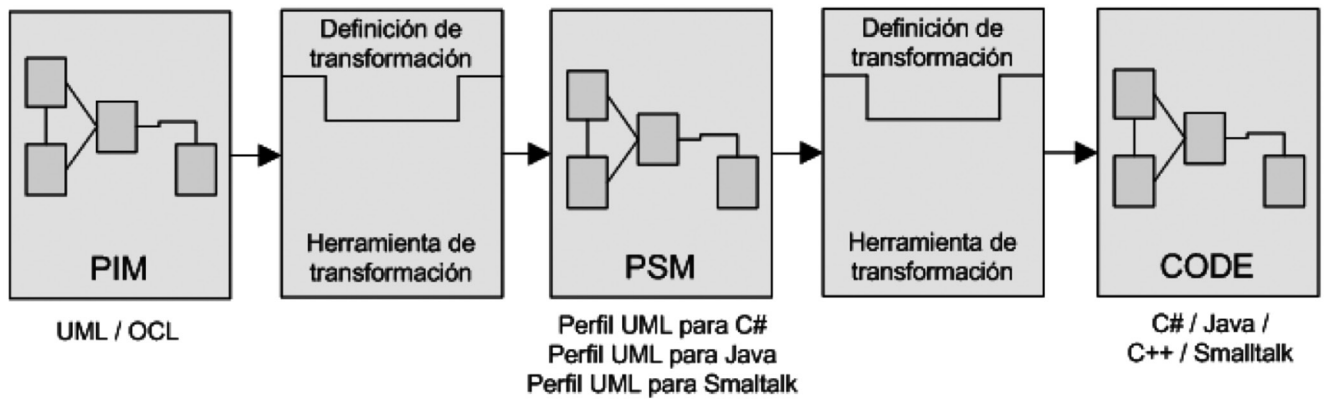 Definición de
transformación
Herramienta de
transformación
PIM
UML / OCL
PSM
Perfil UML para C#
Perfil UML para Java
Perfil UML para Smaltalk
Definición de
transformación
Herramienta de
transformación
CODE
C# / Java /
C++ / Smalltalk